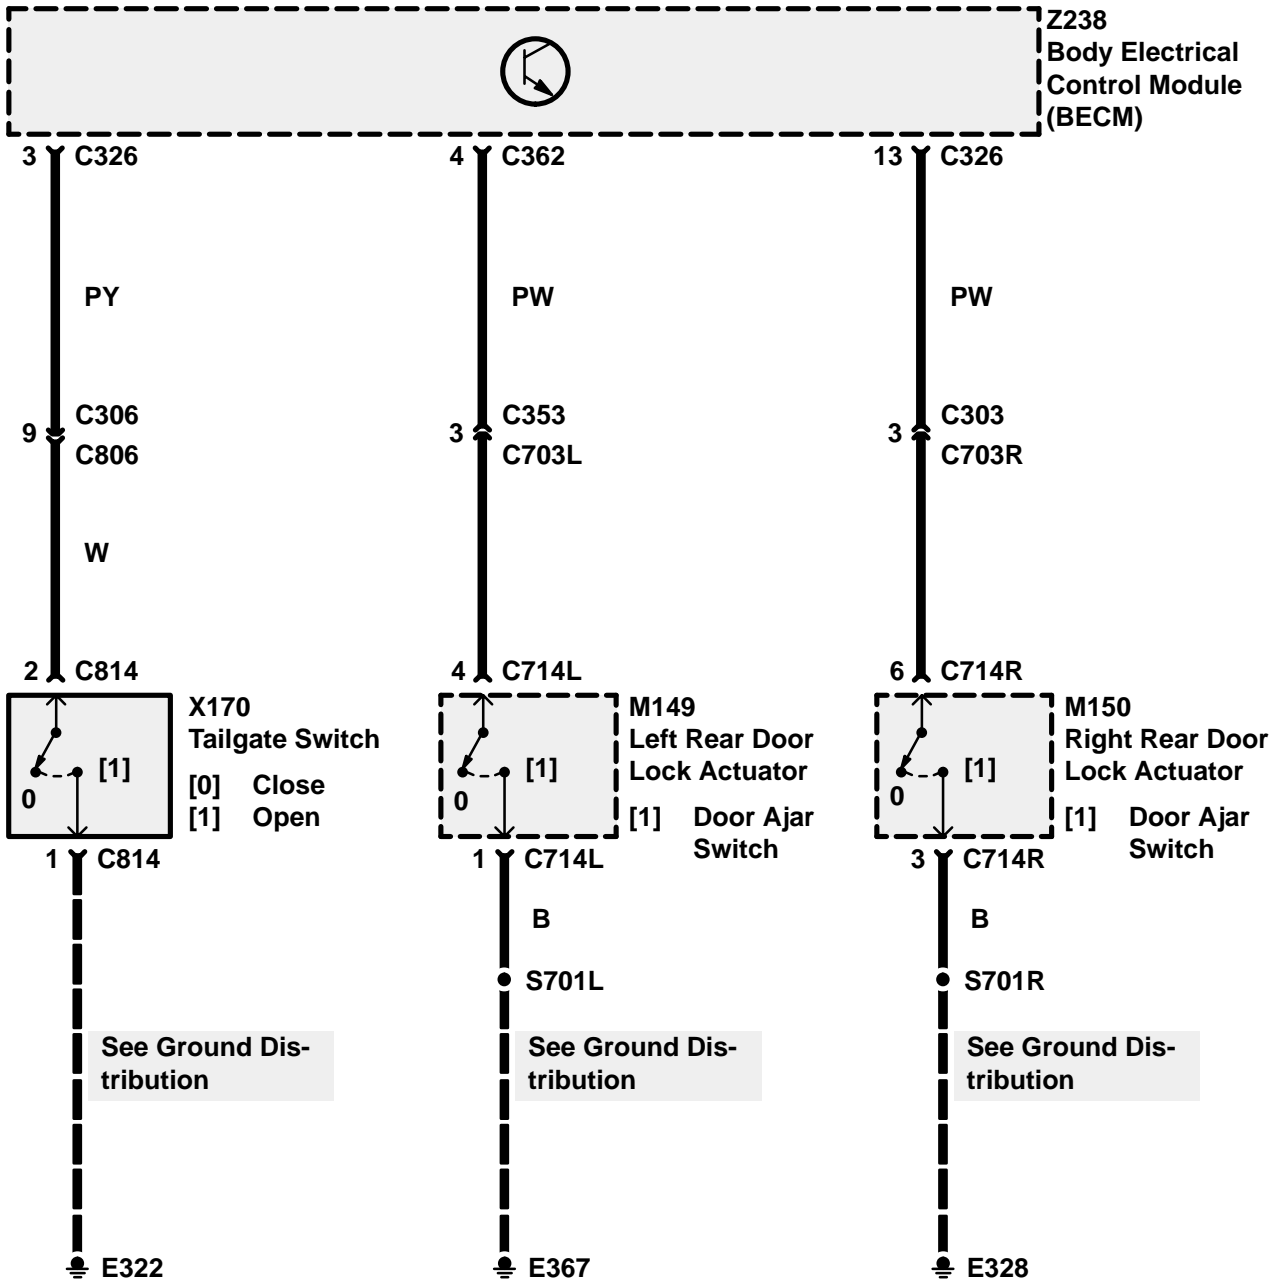 Z238
Body Electrical
Control Module
(BECM)
3 C326
4 C362
13 C326
PY
PW
PW
9 C306
C806
3 C353
C703L
3 C303
C703R
W
2 C814
4 C714L
6 C714R
X170
Tailgate Switch
[0] Close
[1] Open
0 [1]
M149
Left Rear Door
Lock Actuator
[1] Door Ajar
Switch
0 [1]
M150
Right Rear Door
Lock Actuator
[1] Door Ajar
Switch
0 [1]
1 C814
1 C714L
3 C714R
B
B
S701L
S701R
See Ground Dis-
tribution
See Ground Dis-
tribution
See Ground Dis-
tribution
E322
E367
E328